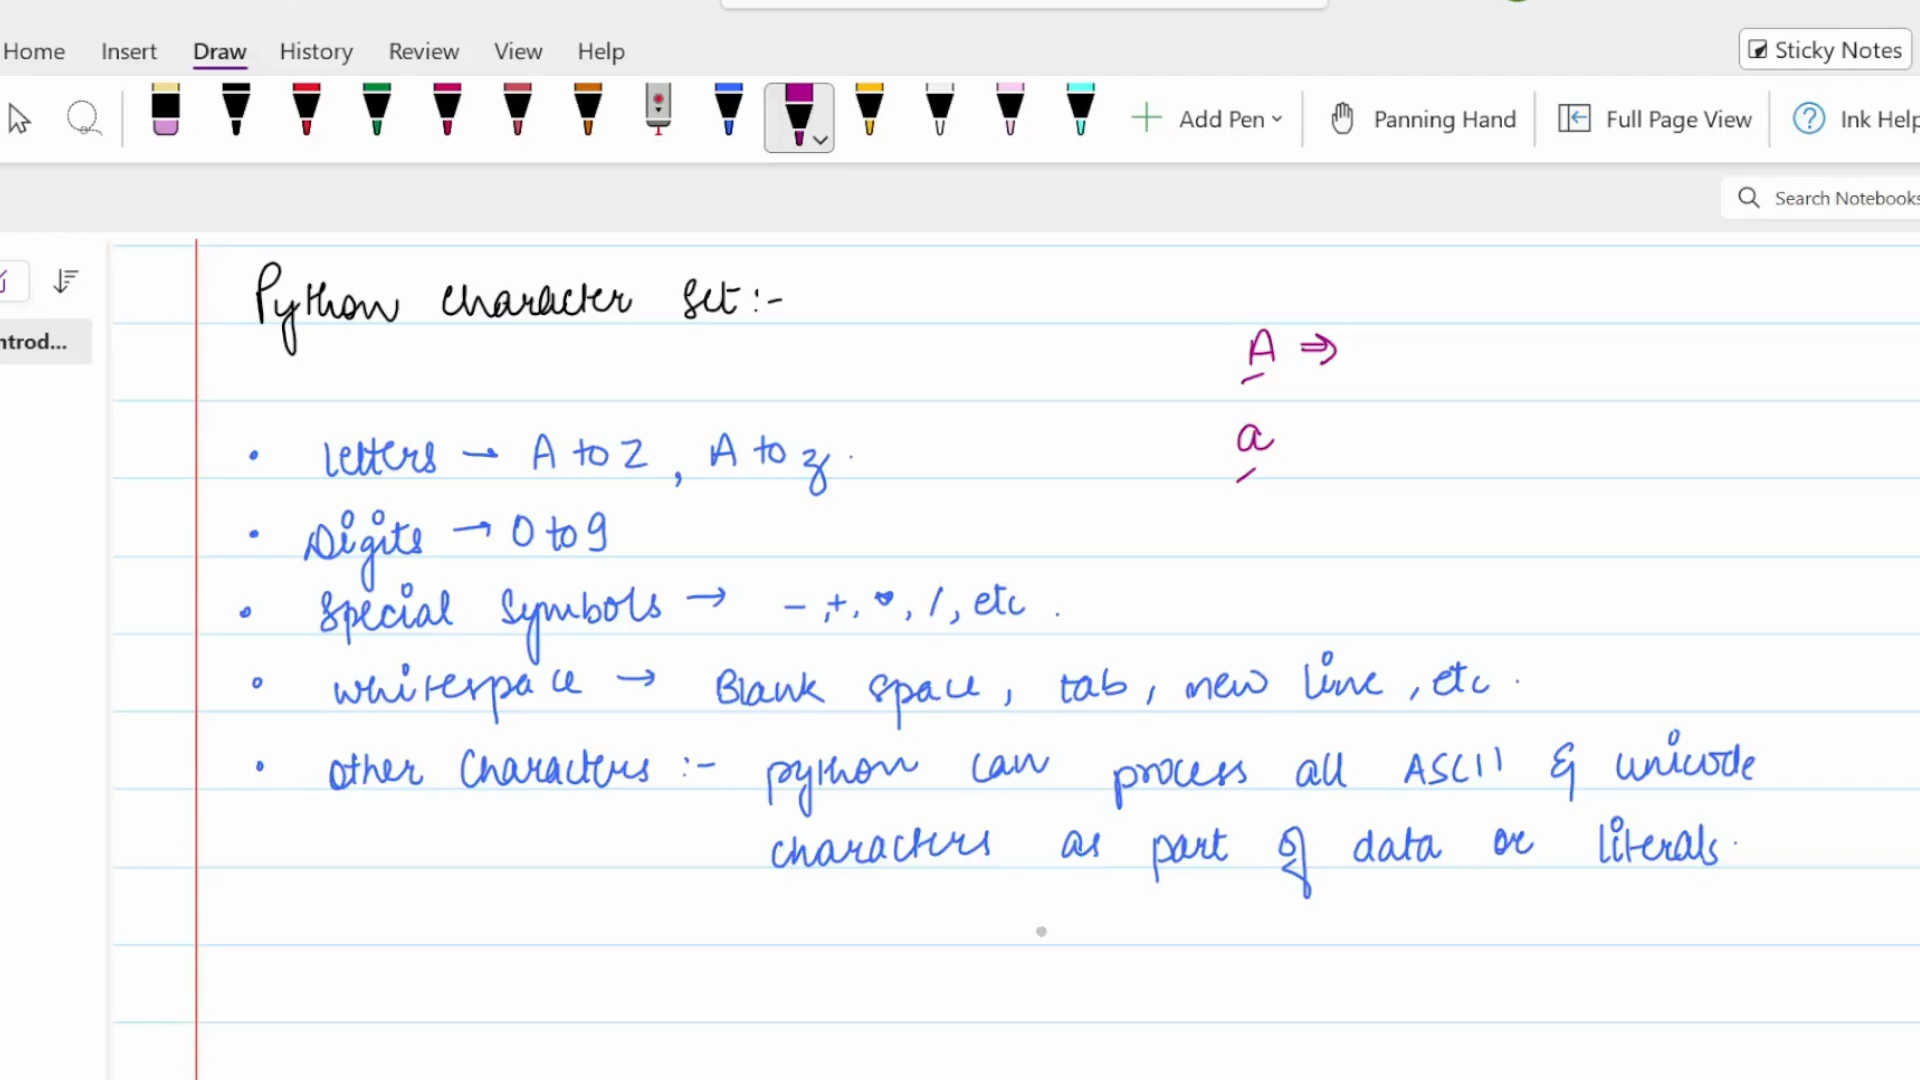 Home Insert Draw History Review View Help Sticky Notes
Add Pen Panning Hand Full Page View Ink Help
Search Notebooks
ntrod...
Python character set :-
A ⇒
a
• letters → A to Z, A to z.
• Digits → 0 to 9
• Special Symbols → -, +, *, /, etc.
• whitespace → Blank space, tab, new line, etc.
• other characters :- python can process all ASCII & unicode
characters as part of data or literals.